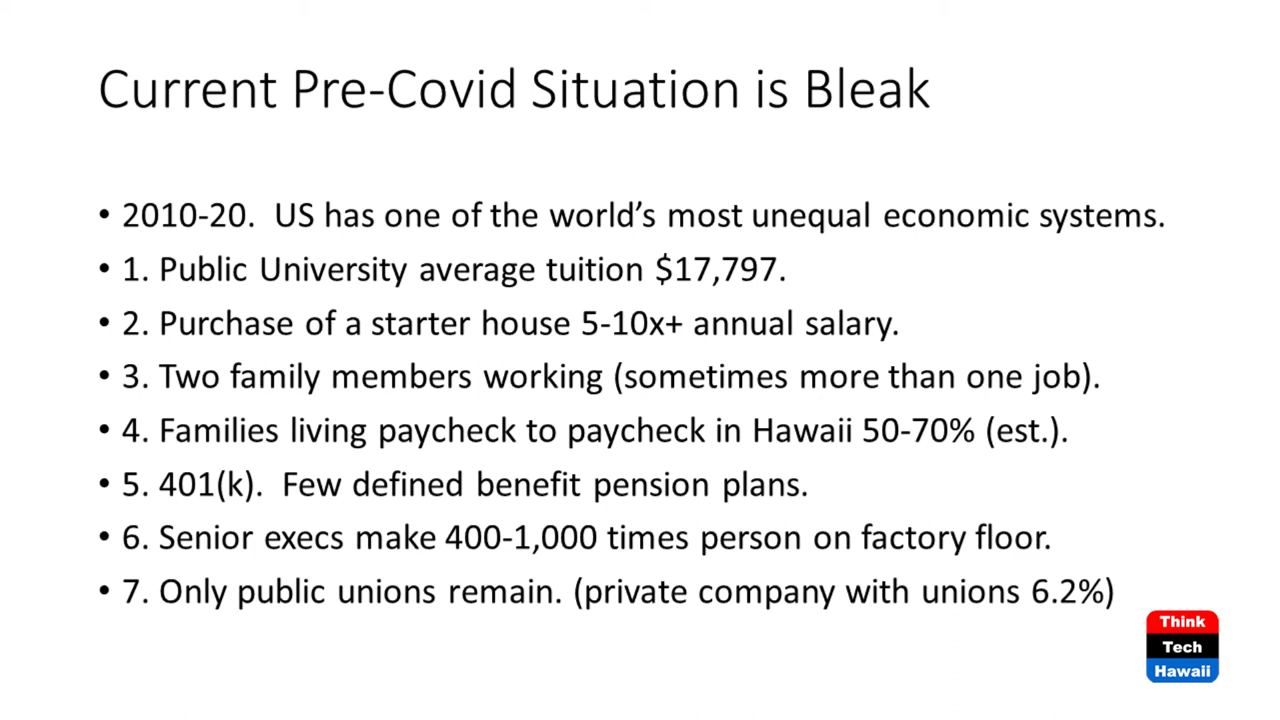 Current Pre-Covid Situation is Bleak
• 2010-20.  US has one of the world’s most unequal economic systems.
• 1. Public University average tuition $17,797.
• 2. Purchase of a starter house 5-10x+ annual salary.
• 3. Two family members working (sometimes more than one job).
• 4. Families living paycheck to paycheck in Hawaii 50-70% (est.).
• 5. 401(k).  Few defined benefit pension plans.
• 6. Senior execs make 400-1,000 times person on factory floor.
• 7. Only public unions remain. (private company with unions 6.2%)
Think
Tech
Hawaii